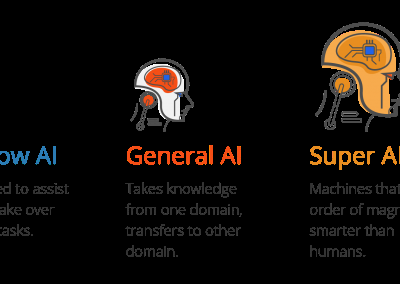 ow AI
ed to assist
ake over
tasks.
General AI
Takes knowledge
from one domain,
transfers to other
domain.
Super AI
Machines that
order of magn
smarter than
humans.